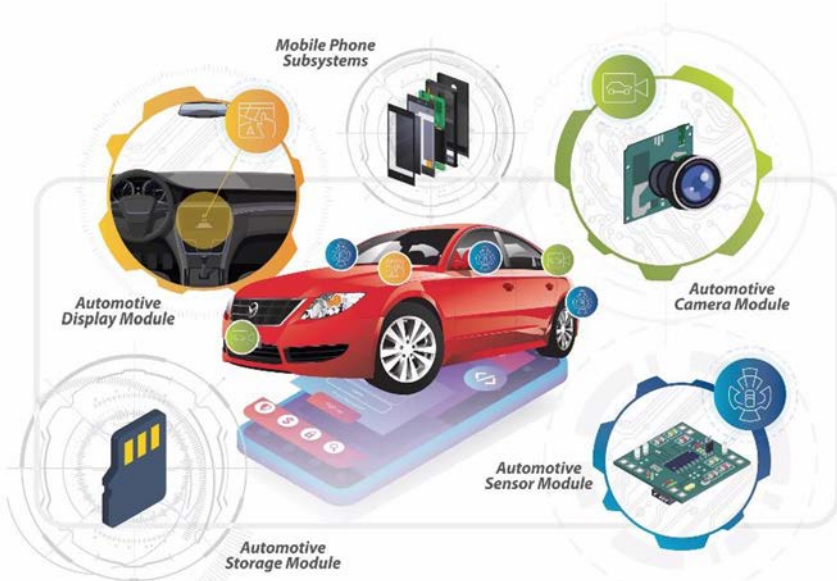 Mobile Phone
Subsystems
Automotive
Display Module
Automotive
Camera Module
Automotive
Sensor Module
Automotive
Storage Module